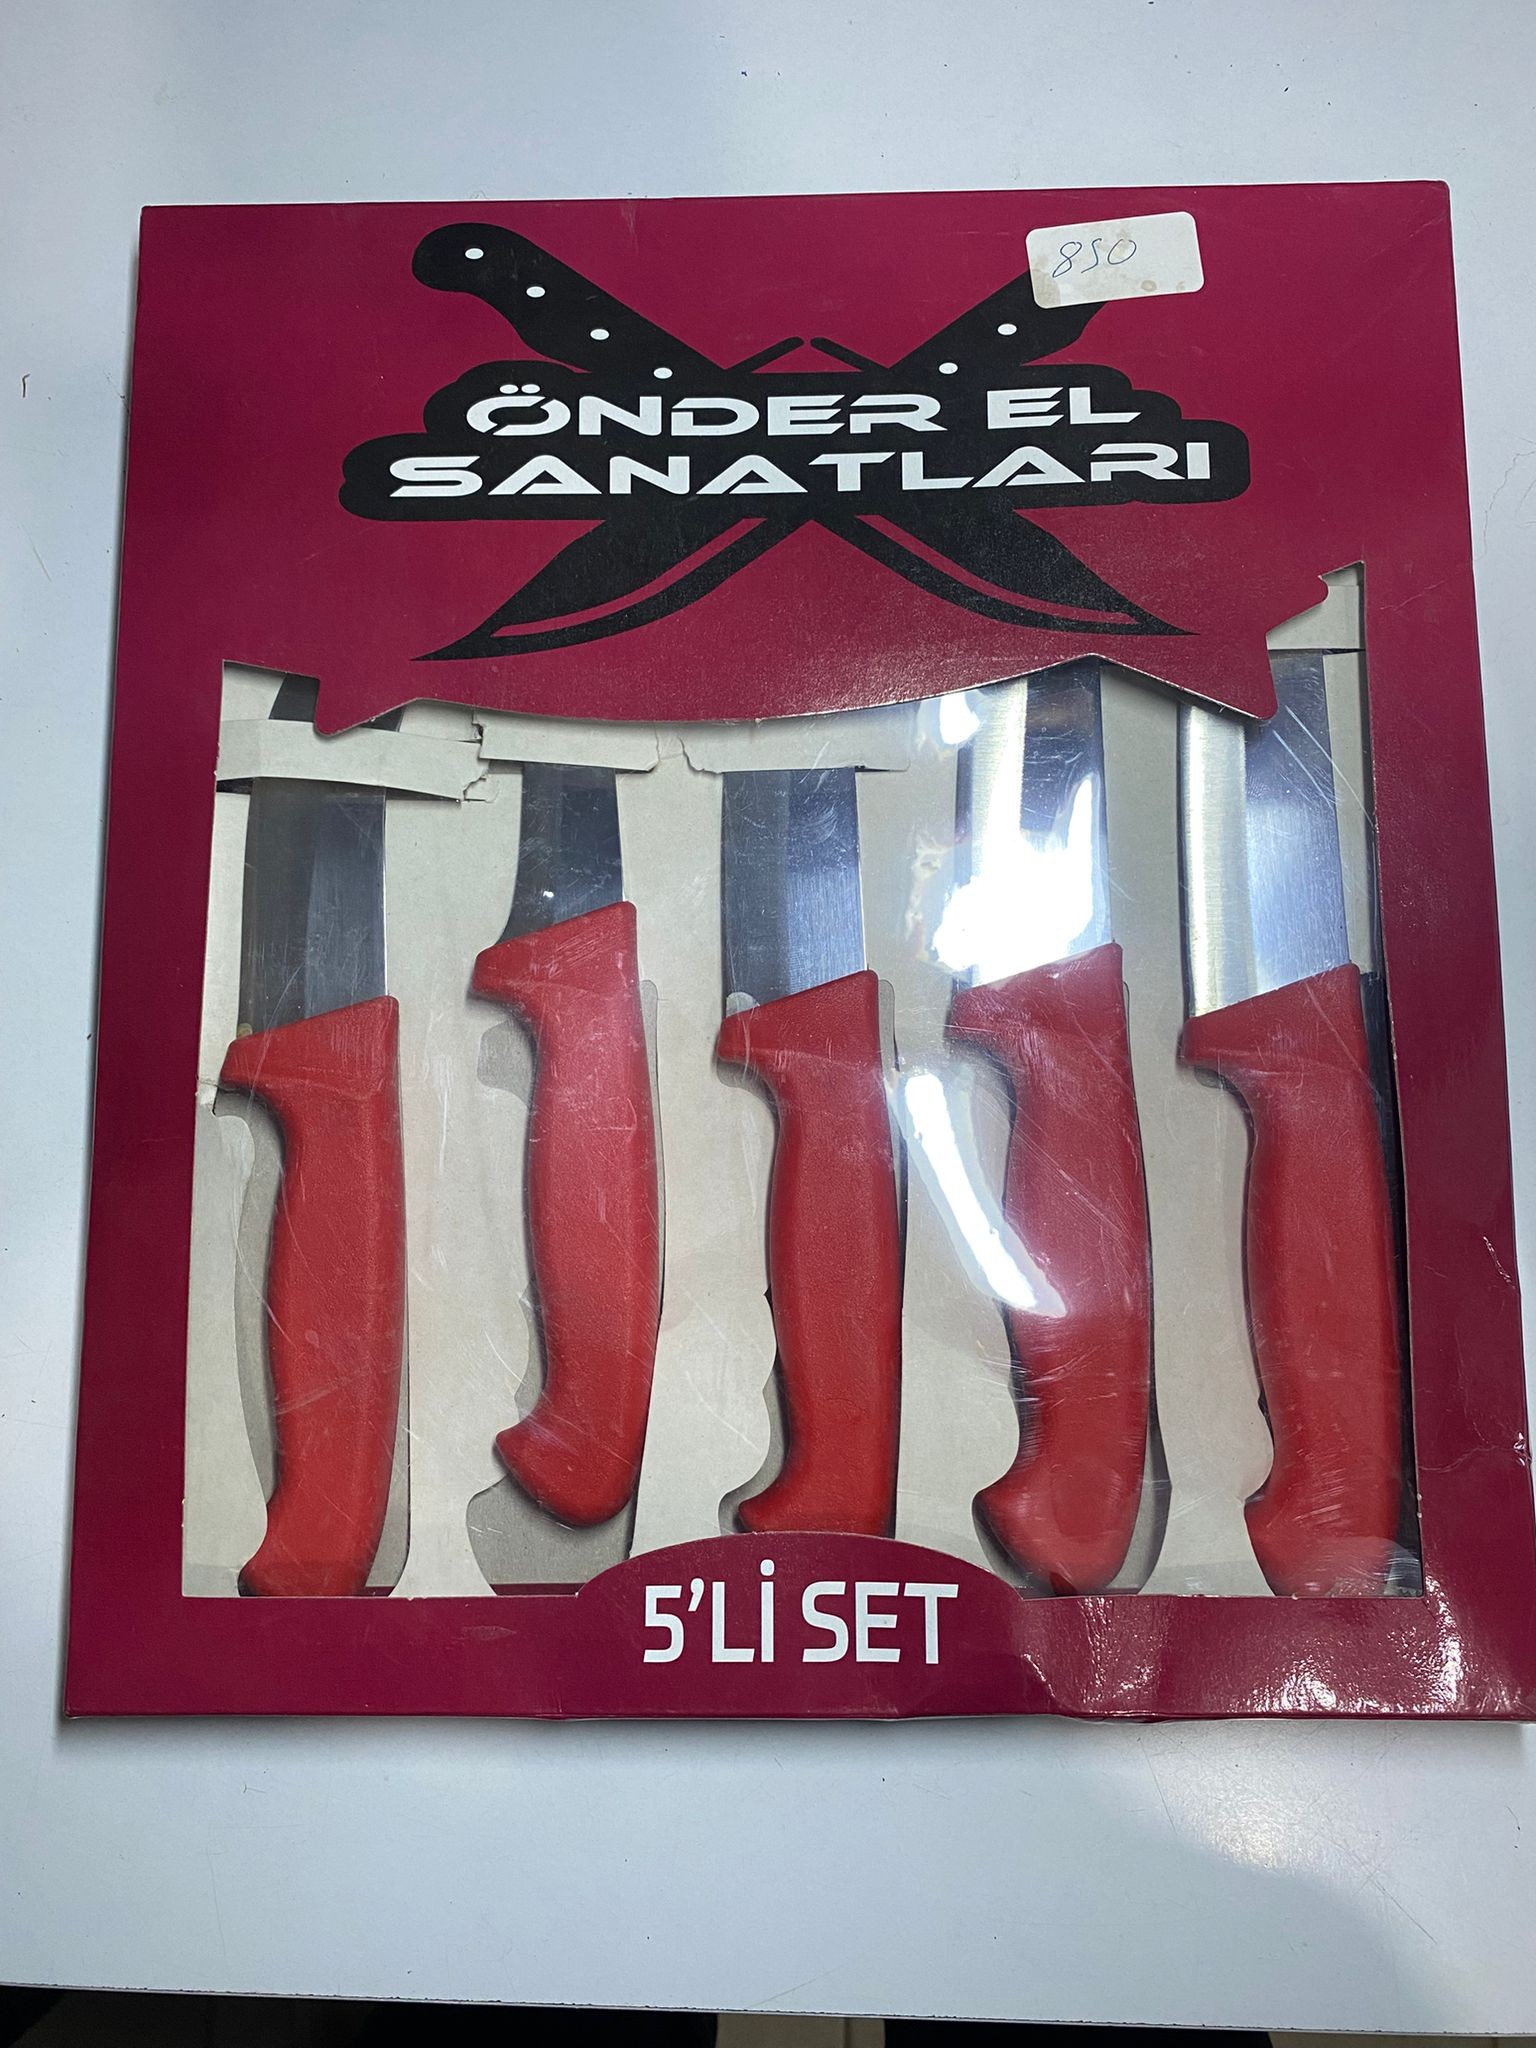 850
ÖNDER EL
SANATLARI
5'Lİ SET